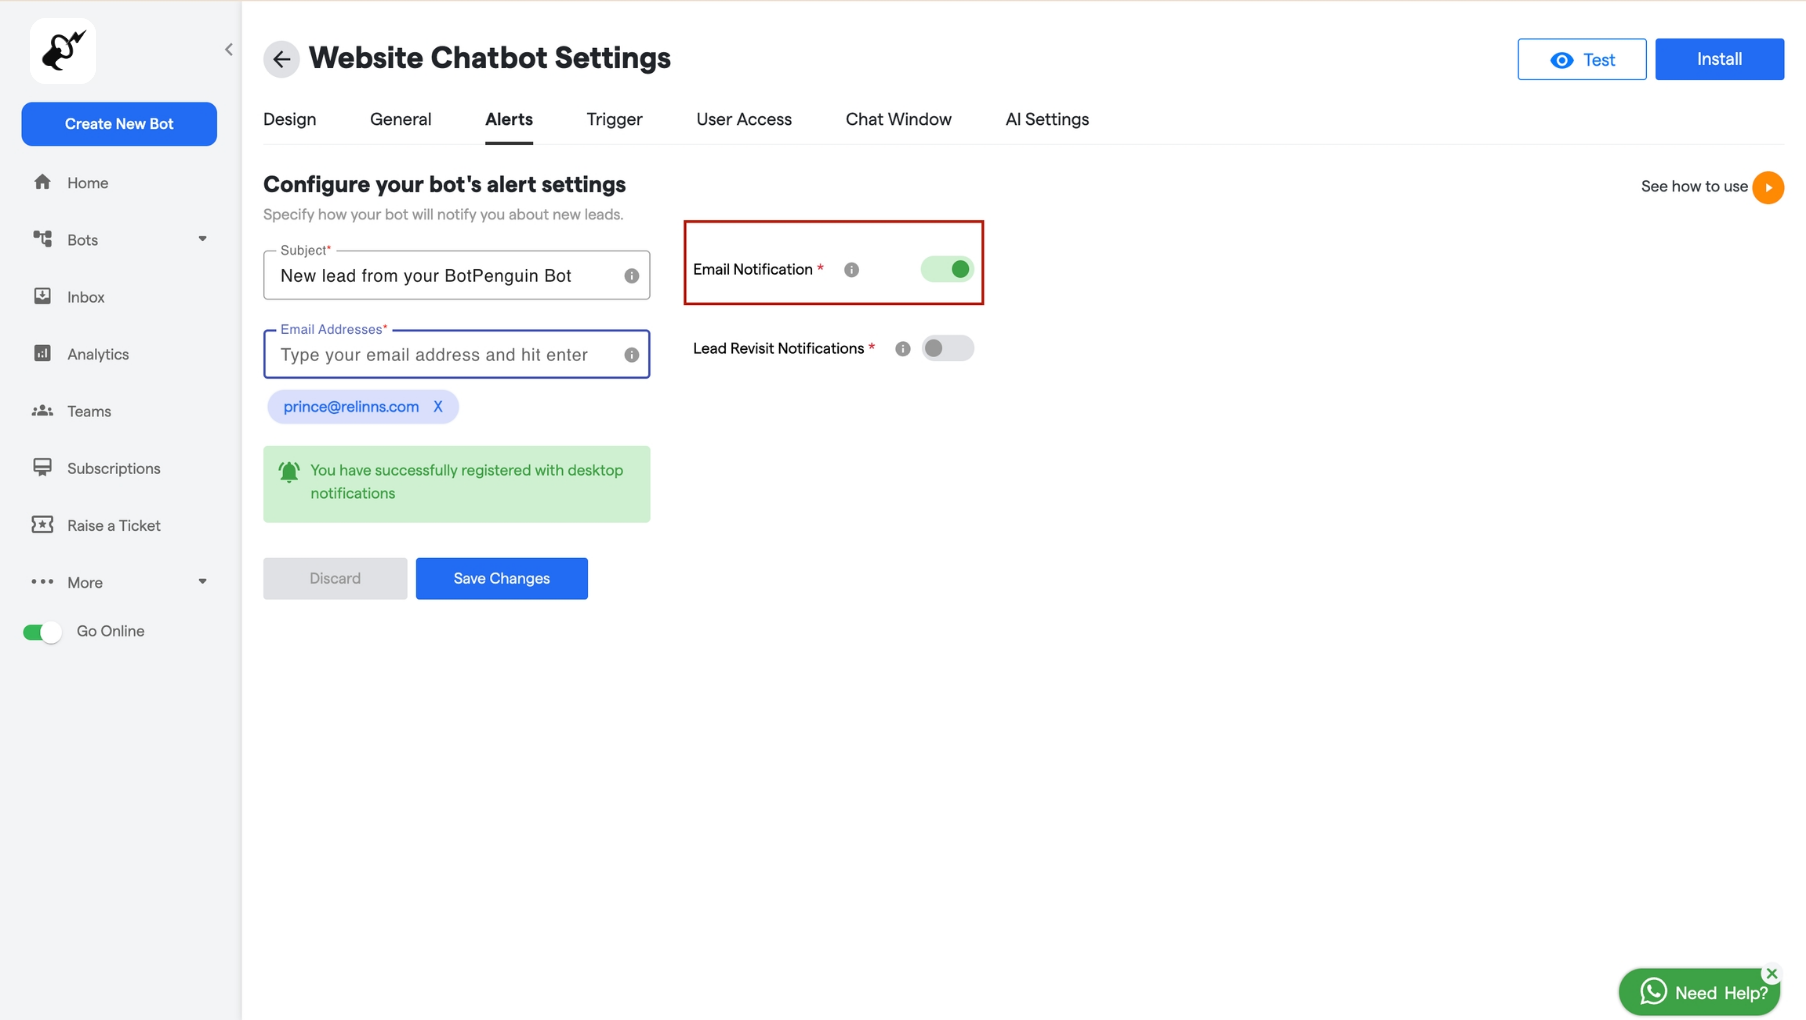 Website Chatbot Settings
Test
Install
Create New Bot
Design
General
Alerts
Trigger
User Access
Chat Window
AI Settings
Home
Bots
Inbox
Analytics
Teams
Subscriptions
Raise a Ticket
More
Go Online
Configure your bot's alert settings
See how to use
Specify how your bot will notify you about new leads.
Subject*
New lead from your BotPenguin Bot
Email Notification *
Email Addresses*
Type your email address and hit enter
Lead Revisit Notifications *
prince@relinns.com X
You have successfully registered with desktop
notifications
Discard
Save Changes
Need Help?